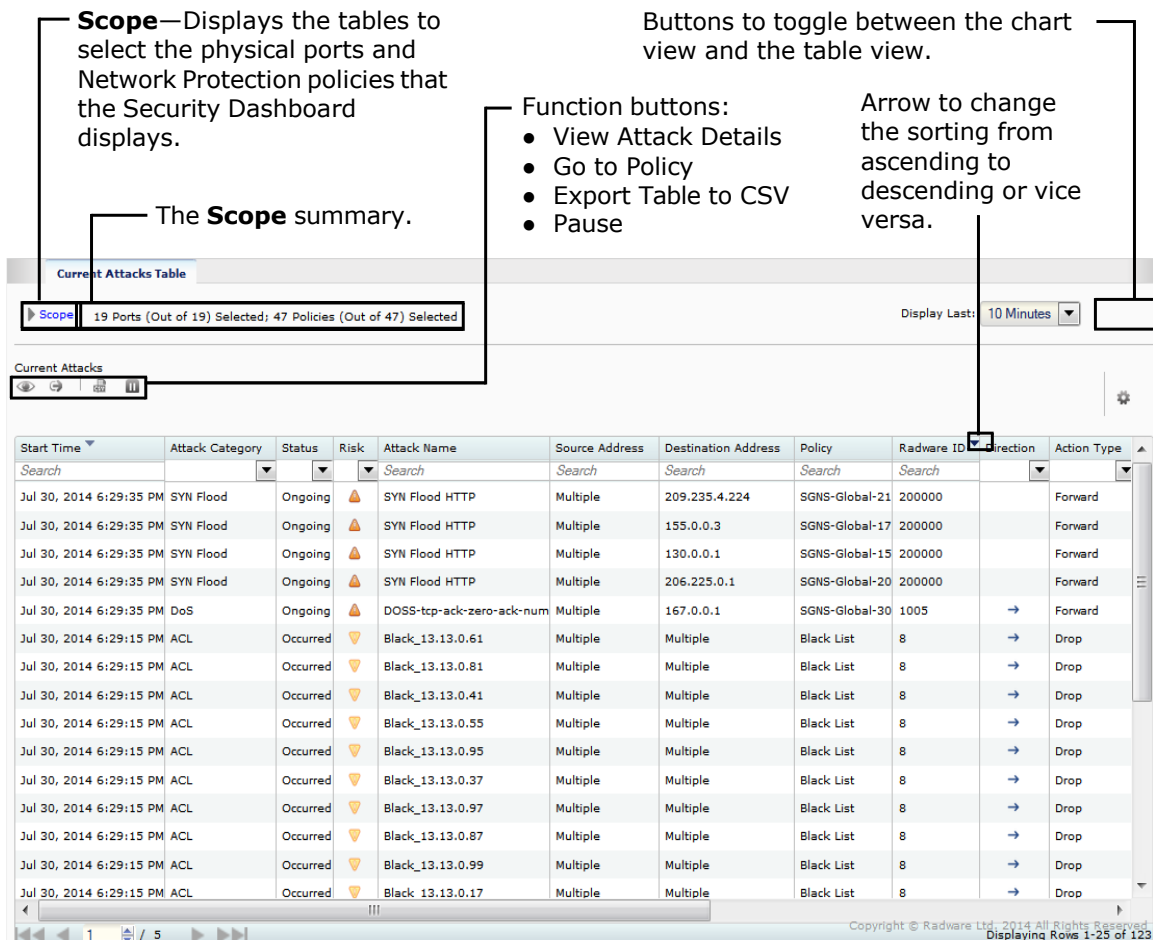 Scope—Displays the tables to
select the physical ports and
Network Protection policies that
the Security Dashboard
displays.
Buttons to toggle between the chart
view and the table view.
Function buttons:
● View Attack Details
● Go to Policy
● Export Table to CSV
● Pause
Arrow to change
the sorting from
ascending to
descending or vice
versa.
The Scope summary.
Current Attacks Table
Scope 19 Ports (Out of 19) Selected; 47 Policies (Out of 47) Selected Display Last: 10 Minutes
Current Attacks
Start Time Attack Category Status Risk Attack Name Source Address Destination Address Policy Radware ID Direction Action Type
Search Search Search Search Search Search
Jul 30, 2014 6:29:35 PM SYN Flood Ongoing SYN Flood HTTP Multiple 209.235.4.224 SGNS-Global-21 200000 Forward
Jul 30, 2014 6:29:35 PM SYN Flood Ongoing SYN Flood HTTP Multiple 155.0.0.3 SGNS-Global-17 200000 Forward
Jul 30, 2014 6:29:35 PM SYN Flood Ongoing SYN Flood HTTP Multiple 130.0.0.1 SGNS-Global-15 200000 Forward
Jul 30, 2014 6:29:35 PM SYN Flood Ongoing SYN Flood HTTP Multiple 206.225.0.1 SGNS-Global-20 200000 Forward
Jul 30, 2014 6:29:35 PM DoS Ongoing DOSS-tcp-ack-zero-ack-num Multiple 167.0.0.1 SGNS-Global-30 1005 → Forward
Jul 30, 2014 6:29:15 PM ACL Occurred Black_13.13.0.61 Multiple Multiple Black List 8 → Drop
Jul 30, 2014 6:29:15 PM ACL Occurred Black_13.13.0.81 Multiple Multiple Black List 8 → Drop
Jul 30, 2014 6:29:15 PM ACL Occurred Black_13.13.0.41 Multiple Multiple Black List 8 → Drop
Jul 30, 2014 6:29:15 PM ACL Occurred Black_13.13.0.55 Multiple Multiple Black List 8 → Drop
Jul 30, 2014 6:29:15 PM ACL Occurred Black_13.13.0.95 Multiple Multiple Black List 8 → Drop
Jul 30, 2014 6:29:15 PM ACL Occurred Black_13.13.0.37 Multiple Multiple Black List 8 → Drop
Jul 30, 2014 6:29:15 PM ACL Occurred Black_13.13.0.97 Multiple Multiple Black List 8 → Drop
Jul 30, 2014 6:29:15 PM ACL Occurred Black_13.13.0.87 Multiple Multiple Black List 8 → Drop
Jul 30, 2014 6:29:15 PM ACL Occurred Black_13.13.0.99 Multiple Multiple Black List 8 → Drop
Jul 30, 2014 6:29:15 PM ACL Occurred Black 13.13.0.17 Multiple Multiple Black List 8 → Drop
Copyright © Radware Ltd. 2014 All Rights Reserved
1 / 5 Displaying Rows 1-25 of 123